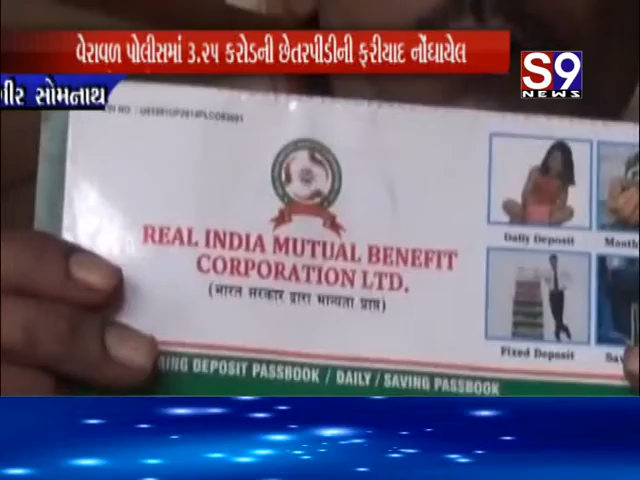 વેરાવળ પોલીસમાં ૩.૨૫ કરોડની છેતરપીડીની ફરીયાદ નોંઘાયેલ
ગીર સોમનાથ
S9
NEWS
REAL INDIA MUTUAL BENEFIT
CORPORATION LTD.
(भारत सरकार द्वारा मान्यता प्राप्त)
Daily Deposit
Fixed Deposit
DEPOSIT PASSBOOK / DAILY / SAVING PASSBOOK